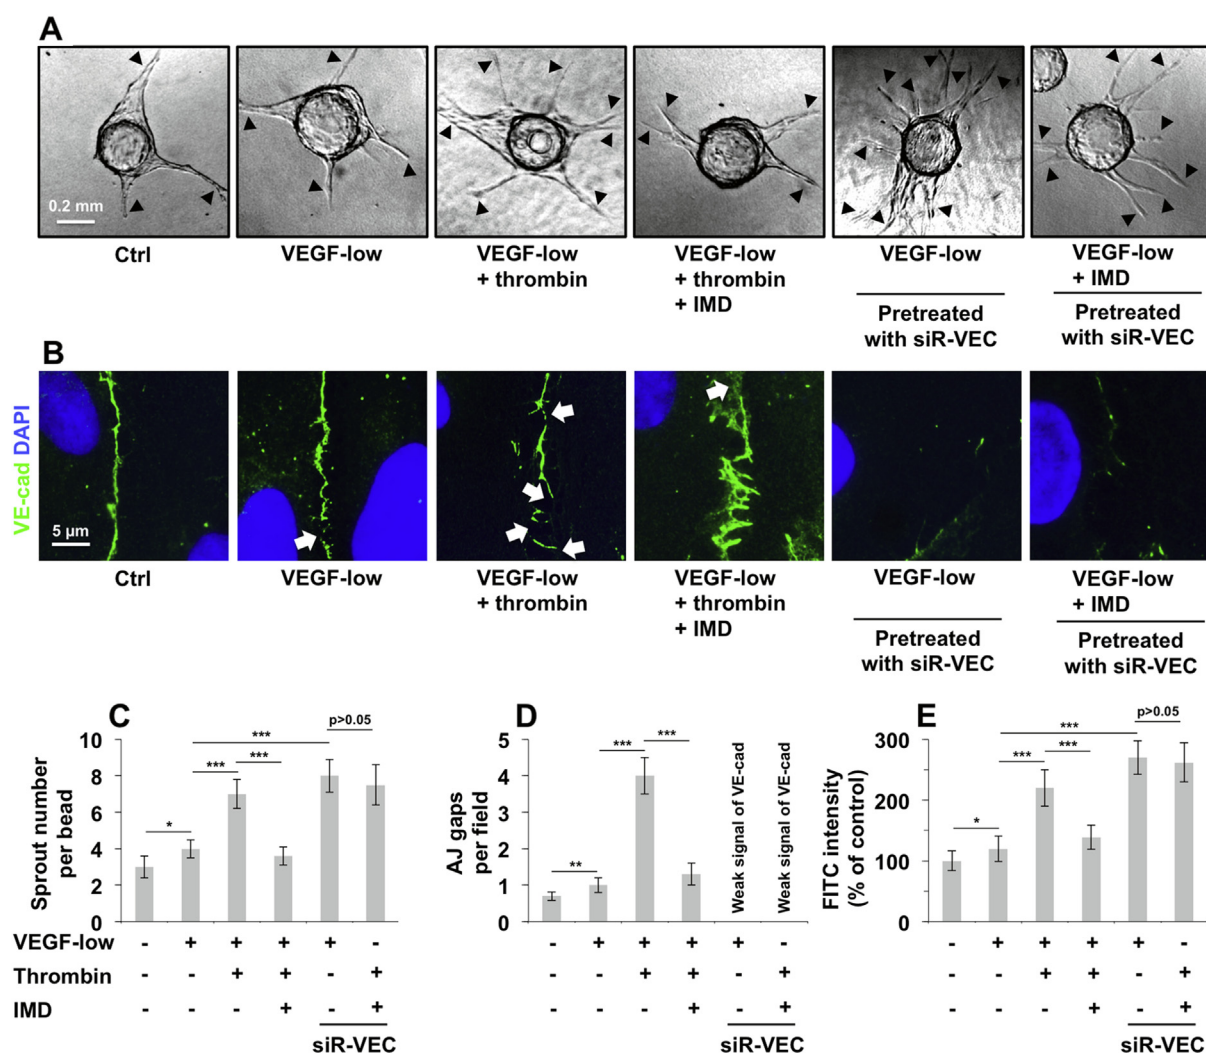 A
0.2 mm
Ctrl
VEGF-low
VEGF-low
+ thrombin
VEGF-low
+ thrombin
+ IMD
VEGF-low
Pretreated
with siR-VEC
VEGF-low
+ IMD
Pretreated
with siR-VEC
B
VE-cad DAPI
5 µm
Ctrl
VEGF-low
VEGF-low
+ thrombin
VEGF-low
+ thrombin
+ IMD
VEGF-low
Pretreated
with siR-VEC
VEGF-low
+ IMD
Pretreated
with siR-VEC
C
Sprout number
per bead
10
8
6
4
2
0
*
***
***
***
p>0.05
D
AJ gaps
per field
5
4
3
2
1
0
**
***
***
Weak signal of VE-cad
Weak signal of VE-cad
E
FITC intensity
(% of control)
300
200
100
0
*
***
***
***
p>0.05
VEGF-low - + + + + - - + + + + - - + + + + -
Thrombin - - + + - + - - + + - + - - + + - +
IMD - - - + - + - - - + - + - - - + - +
siR-VEC siR-VEC siR-VEC